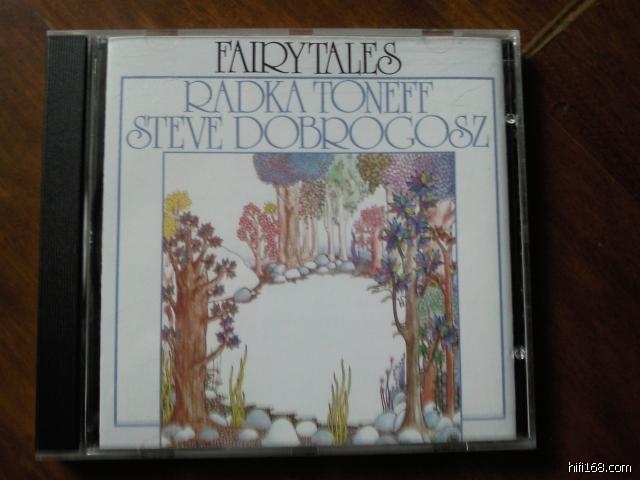 FAIRYTALES
RADKA TONEFF
STEVE DOBROGOSZ
hifi168.com